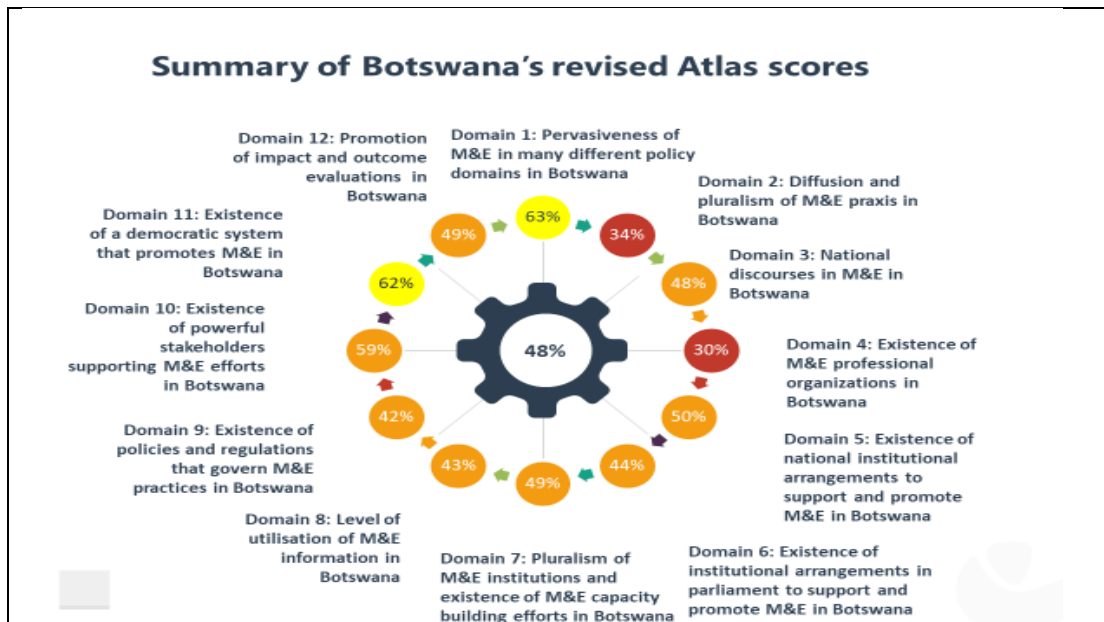 Summary of Botswana's revised Atlas scores
Domain 1: Pervasiveness of
M&E in many different policy
domains in Botswana
63%
Domain 2: Diffusion and
pluralism of M&E praxis in
Botswana
34%
Domain 3: National
discourses in M&E in
Botswana
48%
Domain 4: Existence of
M&E professional
organizations in
Botswana
30%
Domain 5: Existence of
national institutional
arrangements to
support and promote
M&E in Botswana
50%
Domain 6: Existence of
institutional arrangements in
parliament to support and
promote M&E in Botswana
44%
Domain 7: Pluralism of
M&E institutions and
existence of M&E capacity
building efforts in Botswana
49%
Domain 8: Level of
utilisation of M&E
information in
Botswana
43%
Domain 9: Existence of
policies and regulations
that govern M&E
practices in Botswana
42%
Domain 10: Existence
of powerful
stakeholders
supporting M&E efforts
in Botswana
59%
Domain 11: Existence
of a democratic system
that promotes M&E in
Botswana
62%
Domain 12: Promotion
of impact and outcome
evaluations in
Botswana
49%
48%